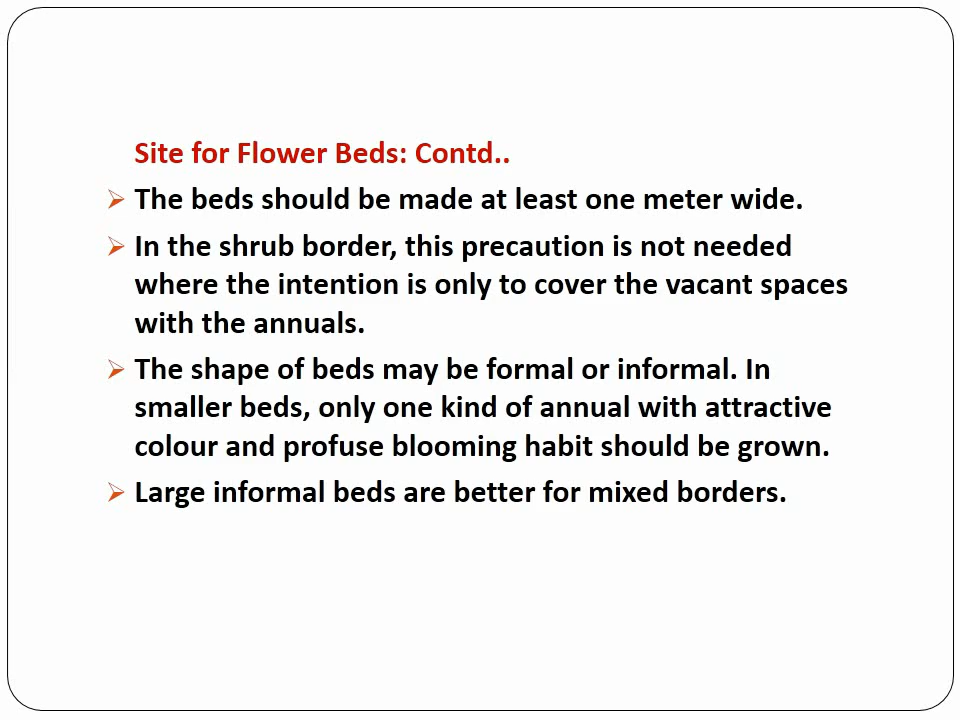 Site for Flower Beds: Contd..
The beds should be made at least one meter wide.
In the shrub border, this precaution is not needed
where the intention is only to cover the vacant spaces
with the annuals.
The shape of beds may be formal or informal. In
smaller beds, only one kind of annual with attractive
colour and profuse blooming habit should be grown.
Large informal beds are better for mixed borders.